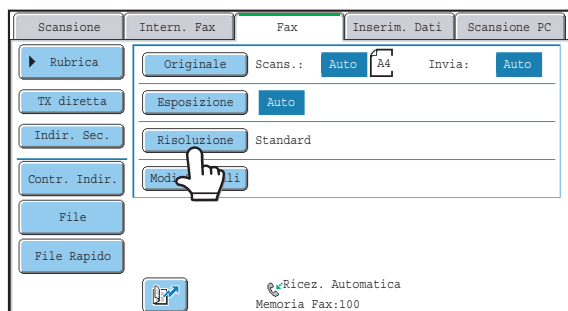 Scansione Intern. Fax Fax Inserim. Dati Scansione PC
Rubrica Originale Scans.: Auto A4 Invia: Auto
TX diretta Esposizione Auto
Indir. Sec. Risoluzione Standard
Contr. Indir.
File
File Rapido
Ricez. Automatica
Memoria Fax:100